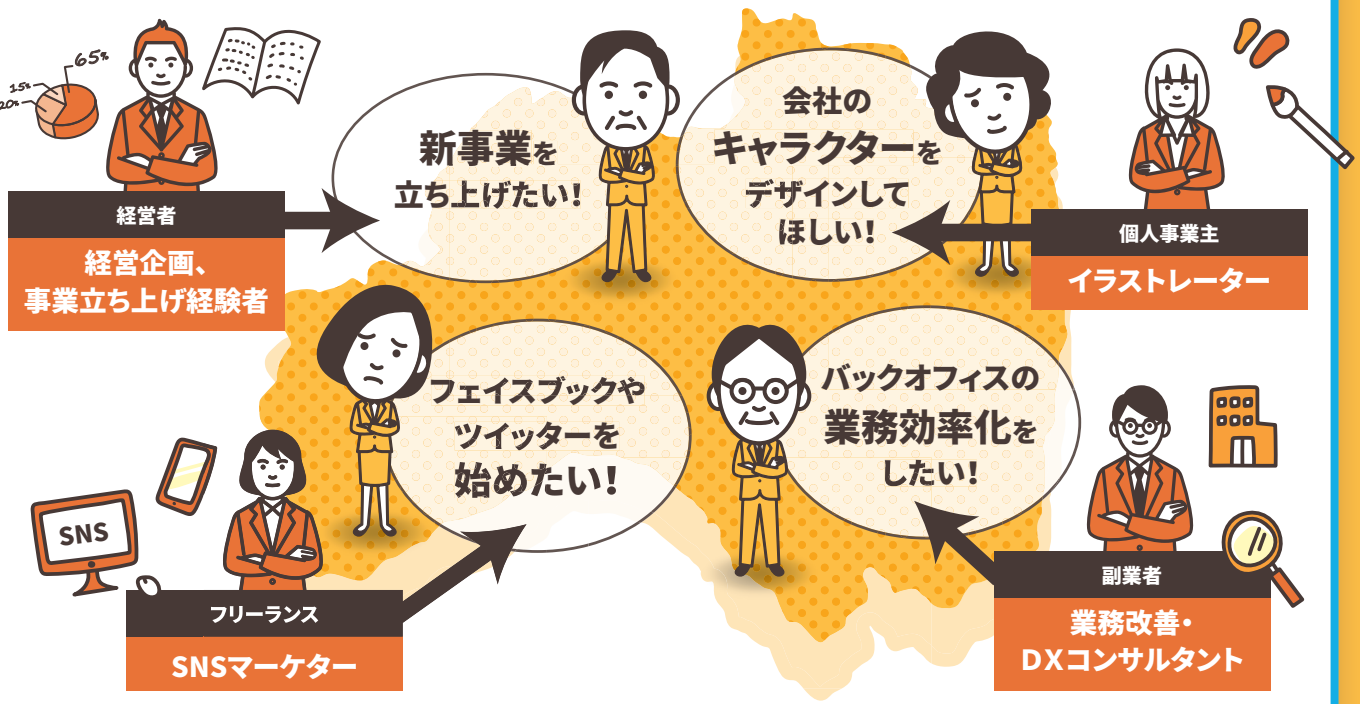 65%
15%
20%
経営者
経営企画、
事業立ち上げ経験者
新事業を
立ち上げたい!
会社の
キャラクターを
デザインして
ほしい!
個人事業主
イラストレーター
フェイスブックや
ツイッターを
始めたい!
SNS
フリーランス
SNSマーケター
バックオフィスの
業務効率化を
したい!
副業者
業務改善・
DXコンサルタント